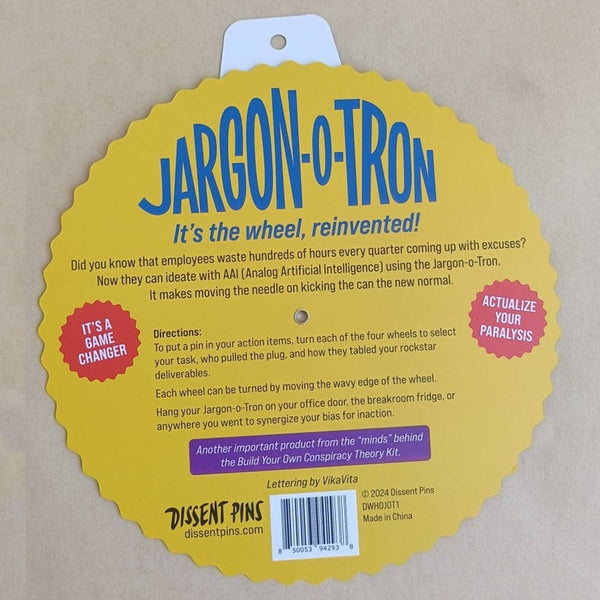 JARGON-O-TRON
It's the wheel, reinvented!
Did you know that employees waste hundreds of hours every quarter coming up with excuses?
Now they can ideate with AAI (Analog Artificial Intelligence) using the Jargon-o-Tron.
It makes moving the needle on kicking the can the new normal.
IT'S A
GAME
CHANGER
ACTUALIZE
YOUR
PARALYSIS
Directions:
To put a pin in your action items, turn each of the four wheels to select
your task, who pulled the plug, and how they tabled your rockstar
deliverables.
Each wheel can be turned by moving the wavy edge of the wheel.
Hang your Jargon-o-Tron on your office door, the breakroom fridge, or
anywhere you went to synergize your bias for inaction.
Another important product from the "minds" behind
the Build Your Own Conspiracy Theory Kit.
Lettering by VikaVita
DISSENT PINS
dissentpins.com
8 50053 94293 8
© 2024 Dissent Pins
DWHOJOT1
Made in China